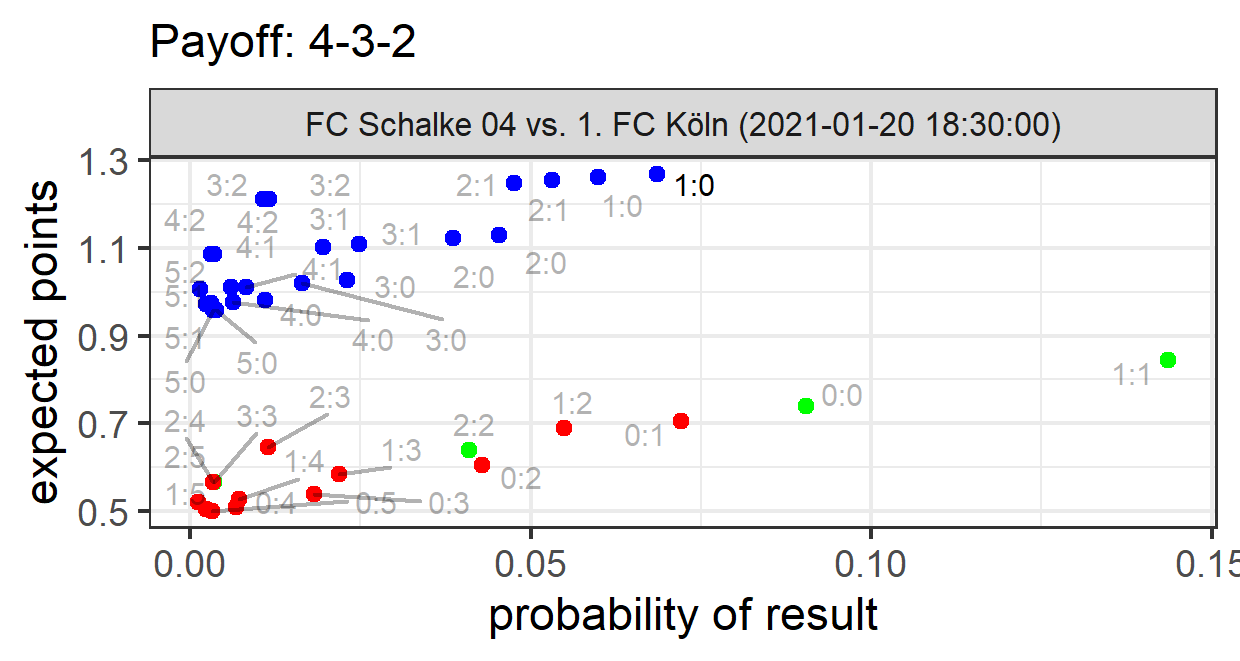 Payoff: 4-3-2
FC Schalke 04 vs. 1. FC Köln (2021-01-20 18:30:00)
expected points
1.3
1.1
0.9
0.7
0.5
3:2 3:2 2:1 1:0
4:2 4:2 3:1 2:1 1:0
4:1 3:1
5:2 4:1 3:0 2:0 2:0
4:0
5:1 4:0 3:0
5:0
5:0
1:1
2:3 0:0
2:4 3:3 1:2
2:2 0:1
2:5 1:4 1:3
0:2
1:5 0:4 0:5 0:3
0.00 0.05 0.10 0.15
probability of result